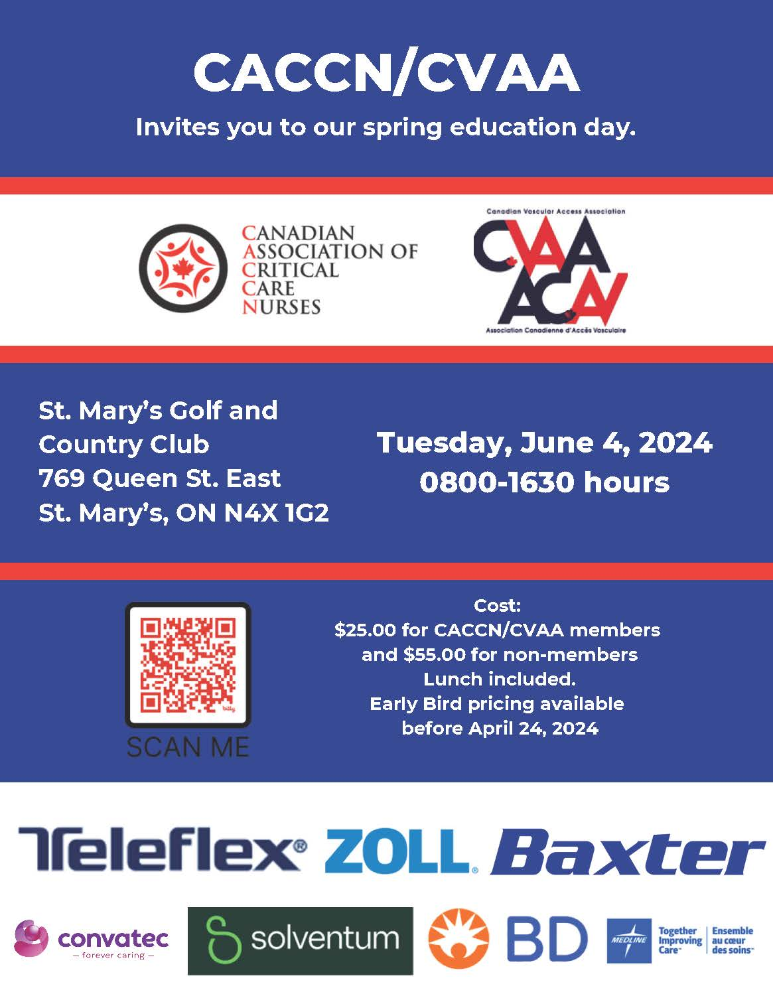 CACCN/CVAA
Invites you to our spring education day.
CANADIAN
ASSOCIATION OF
CRITICAL
CARE
NURSES
Canadian Vascular Access Association
CVAA
ACAV
Association Canadienne d'Accès Vasculaire
St. Mary's Golf and
Country Club
769 Queen St. East
St. Mary's, ON N4X 1G2
Tuesday, June 4, 2024
0800-1630 hours
bitly
SCAN ME
Cost:
$25.00 for CACCN/CVAA members
and $55.00 for non-members
Lunch included.
Early Bird pricing available
before April 24, 2024
Teleflex®
ZOLL®
Baxter
convatec
— forever caring —
solventum
BD
MEDLINE
Together
Improving
Care™
Ensemble
au cœur
des soins™